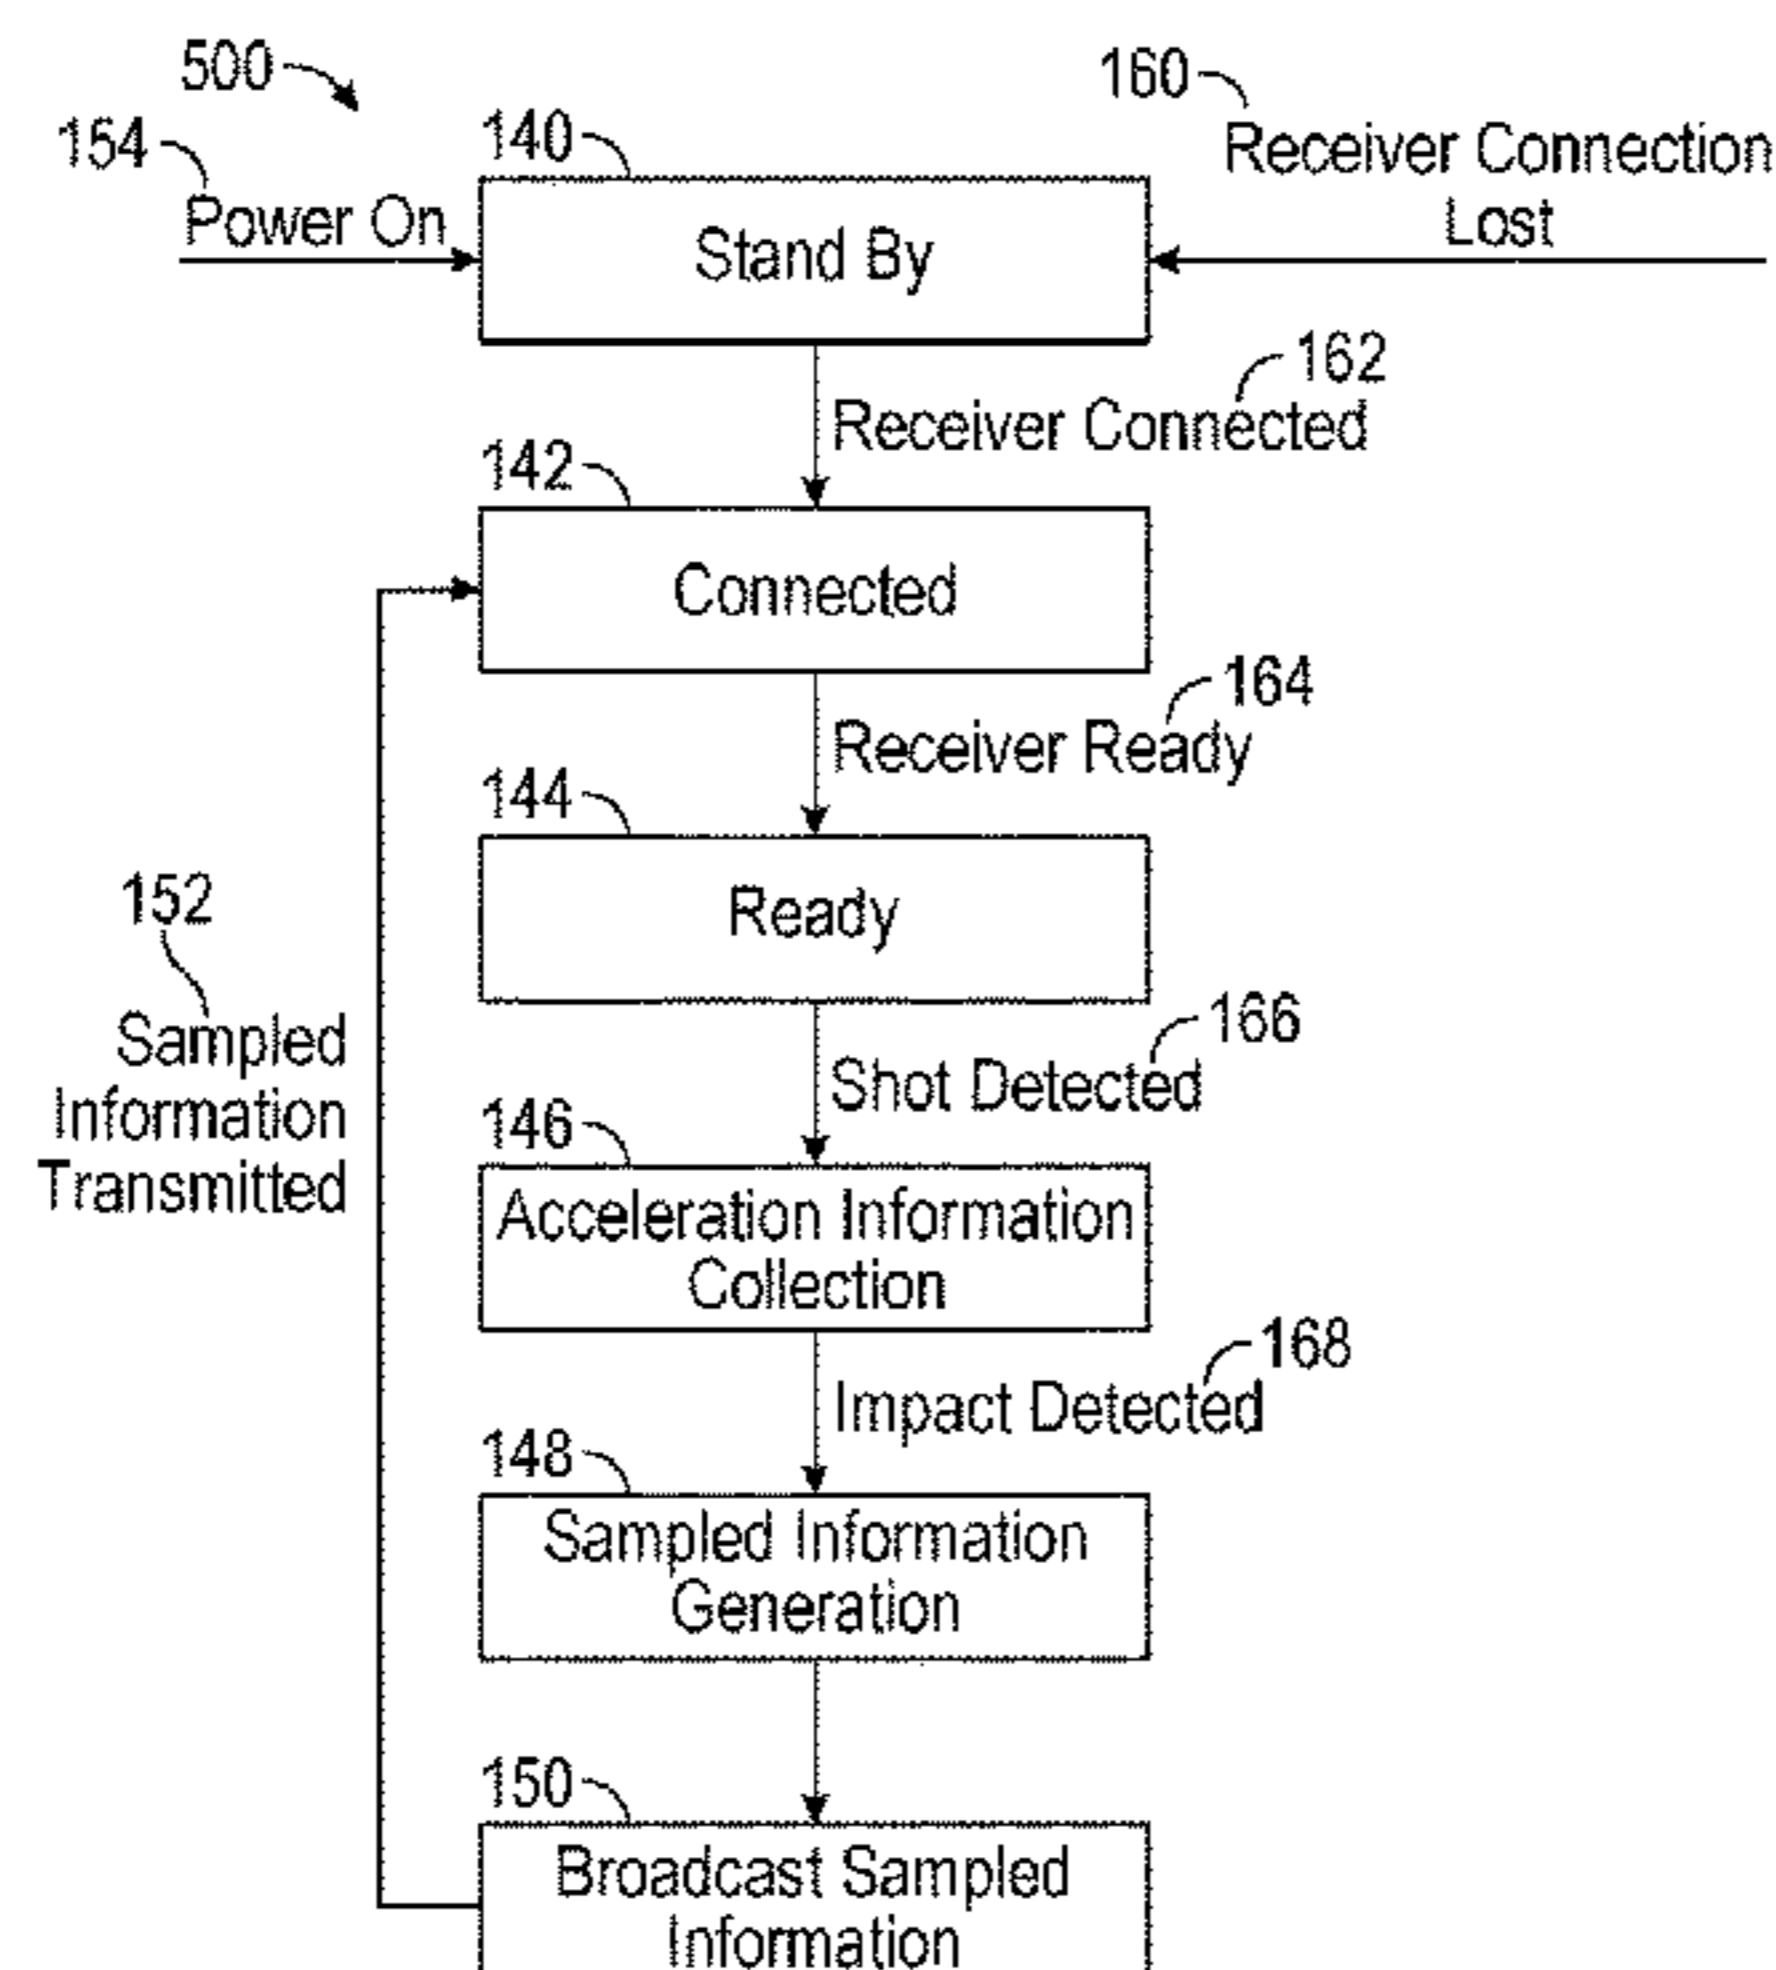 500
160
154
Power On
140
Receiver Connection
Lost
Stand By
162
Receiver Connected
142
Connected
164
Receiver Ready
144
Ready
152
Sampled
Information
Transmitted
166
Shot Detected
146
Acceleration Information
Collection
168
Impact Detected
148
Sampled Information
Generation
150
Broadcast Sampled
Information